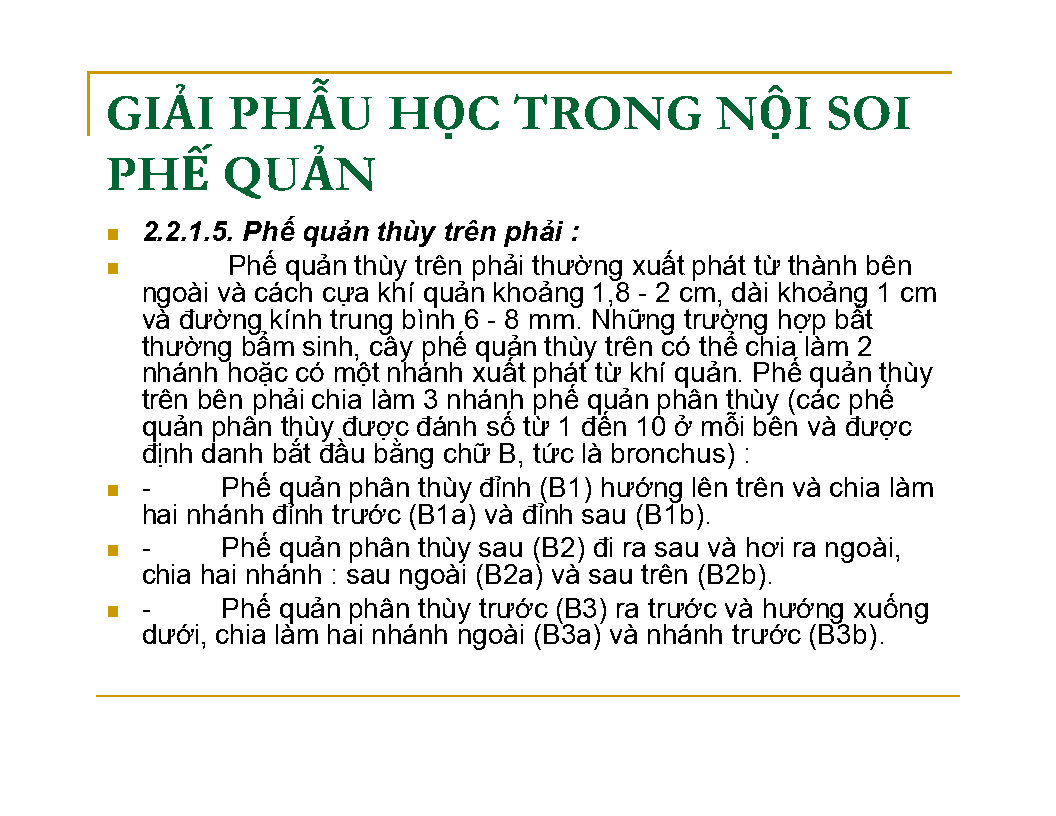 GIẢI PHẪU HỌC TRONG NỘI SOI
PHẾ QUẢN
2.2.1.5. Phế quản thùy trên phải :
Phế quản thùy trên phải thường xuất phát từ thành bên
ngoài và cách cựa khí quản khoảng 1,8 - 2 cm, dài khoảng 1 cm
và đường kính trung bình 6 - 8 mm. Những trường hợp bất
thường bẩm sinh, cây phế quản thùy trên có thể chia làm 2
nhánh hoặc có một nhánh xuất phát từ khí quản. Phế quản thùy
trên bên phải chia làm 3 nhánh phế quản phân thùy (các phế
quản phân thùy được đánh số từ 1 đến 10 ở mỗi bên và được
định danh bắt đầu bằng chữ B, tức là bronchus) :
- Phế quản phân thùy đỉnh (B1) hướng lên trên và chia làm
hai nhánh đỉnh trước (B1a) và đỉnh sau (B1b).
- Phế quản phân thùy sau (B2) đi ra sau và hơi ra ngoài,
chia hai nhánh : sau ngoài (B2a) và sau trên (B2b).
- Phế quản phân thùy trước (B3) ra trước và hướng xuống
dưới, chia làm hai nhánh ngoài (B3a) và nhánh trước (B3b).